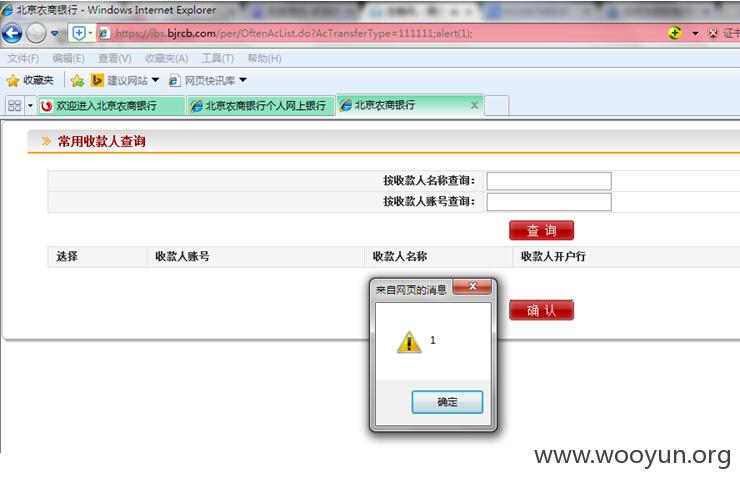 北京农商银行 - Windows Internet Explorer
https://ibs.bjrcb.com/per/OftenAcList.do?AcTransferType=111111;alert(1);
证书
文件(F) 编辑(E) 查看(V) 收藏夹(A) 工具(T) 帮助(H)
收藏夹 建议网站 网页快讯库
欢迎进入北京农商银行 北京农商银行个人网上银行 北京农商银行
常用收款人查询
按收款人名称查询：
按收款人账号查询：
查 询
选择 收款人账号 收款人名称 收款人开户行
来自网页的消息
确 认
1
确定
www.wooyun.org